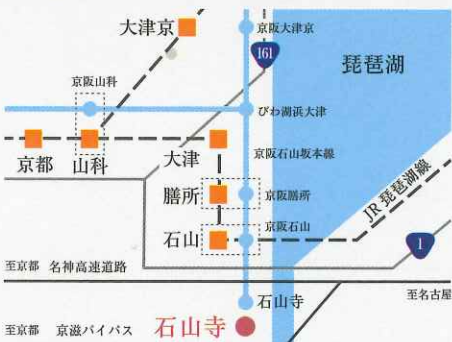 大津京
京阪大津京
161
琵琶湖
京阪山科
びわ湖浜大津
京都
山科
大津
京阪石山坂本線
膳所
京阪膳所
JR琵琶湖線
石山
京阪石山
1
至京都 名神高速道路
至名古屋
石山寺
至京都 京滋バイパス
石山寺